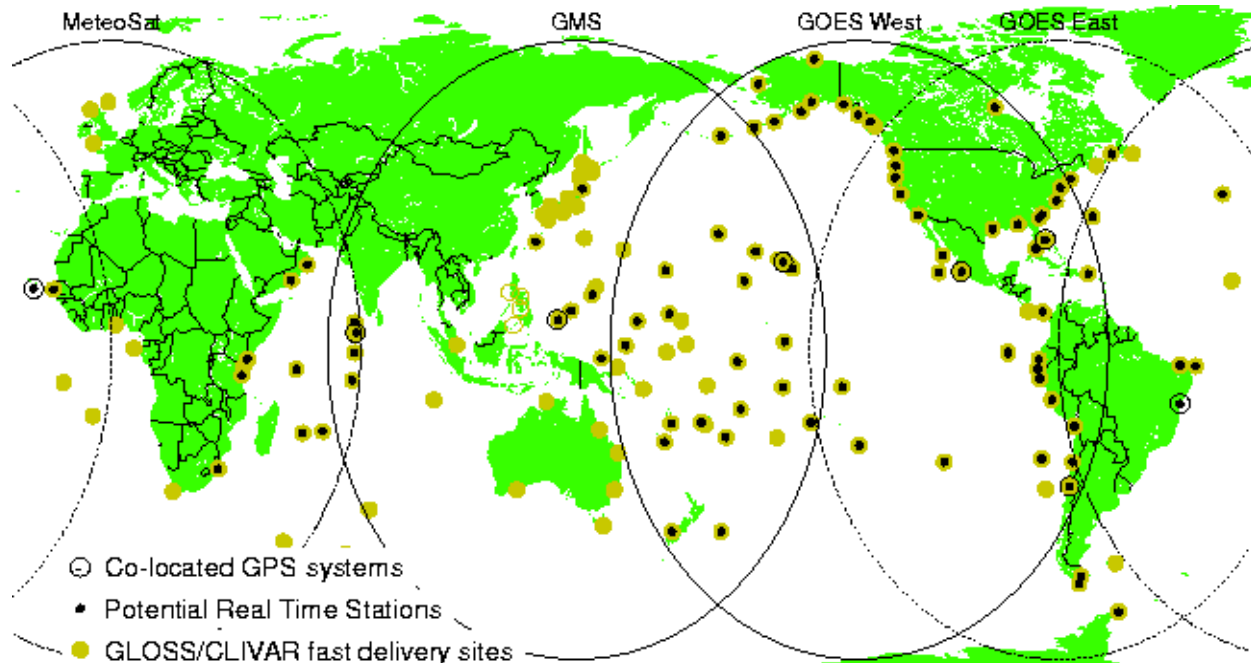 MeteoSat
GMS
GOES West
GOES East
Co-located GPS systems
Potential Real Time Stations
GLOSS/CLIVAR fast delivery sites